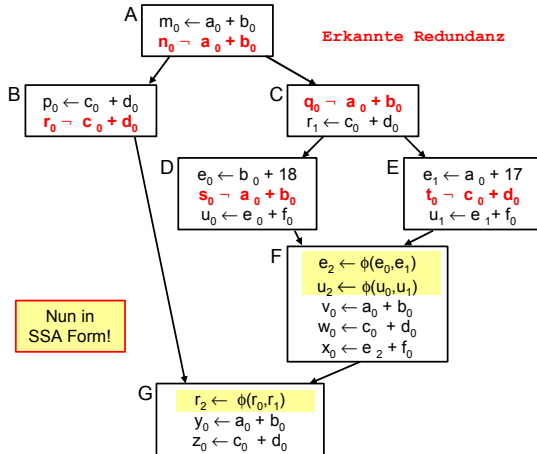 A
m₀ ← a₀ + b₀
n₀ ¬ a₀ + b₀
Erkannte Redundanz
B
p₀ ← c₀ + d₀
r₀ ¬ c₀ + d₀
C
q₀ ¬ a₀ + b₀
r₁ ← c₀ + d₀
D
e₀ ← b₀ + 18
s₀ ¬ a₀ + b₀
u₀ ← e₀ + f₀
E
e₁ ← a₀ + 17
t₀ ¬ c₀ + d₀
u₁ ← e₁ + f₀
F
e₂ ← ϕ(e₀,e₁)
u₂ ← ϕ(u₀,u₁)
v₀ ← a₀ + b₀
w₀ ← c₀ + d₀
x₀ ← e₂ + f₀
Nun in
SSA Form!
G
r₂ ← ϕ(r₀,r₁)
y₀ ← a₀ + b₀
z₀ ← c₀ + d₀